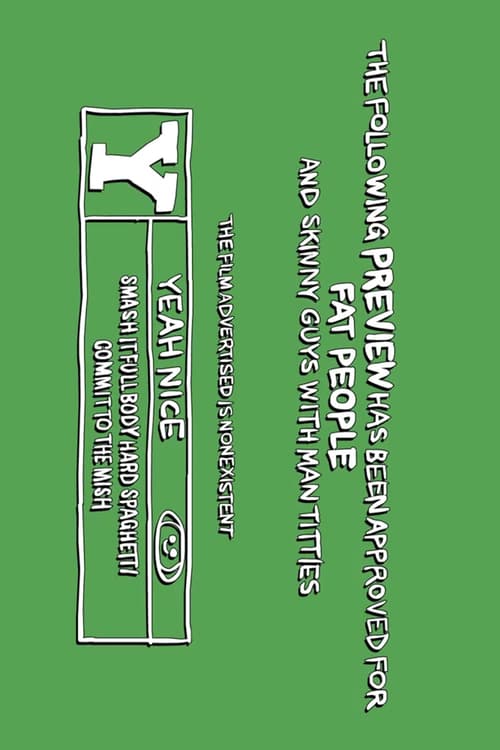 THE FOLLOWING PREVIEW HAS BEEN APPROVED FOR
FAT PEOPLE
AND SKINNY GUYS WITH MAN TITTIES
THE FILM ADVERTISED IS NONEXISTENT
Y
YEAH NICE
SMASH IT FULL BODY HARD SPAGHETTI
COMMIT TO THE MISH